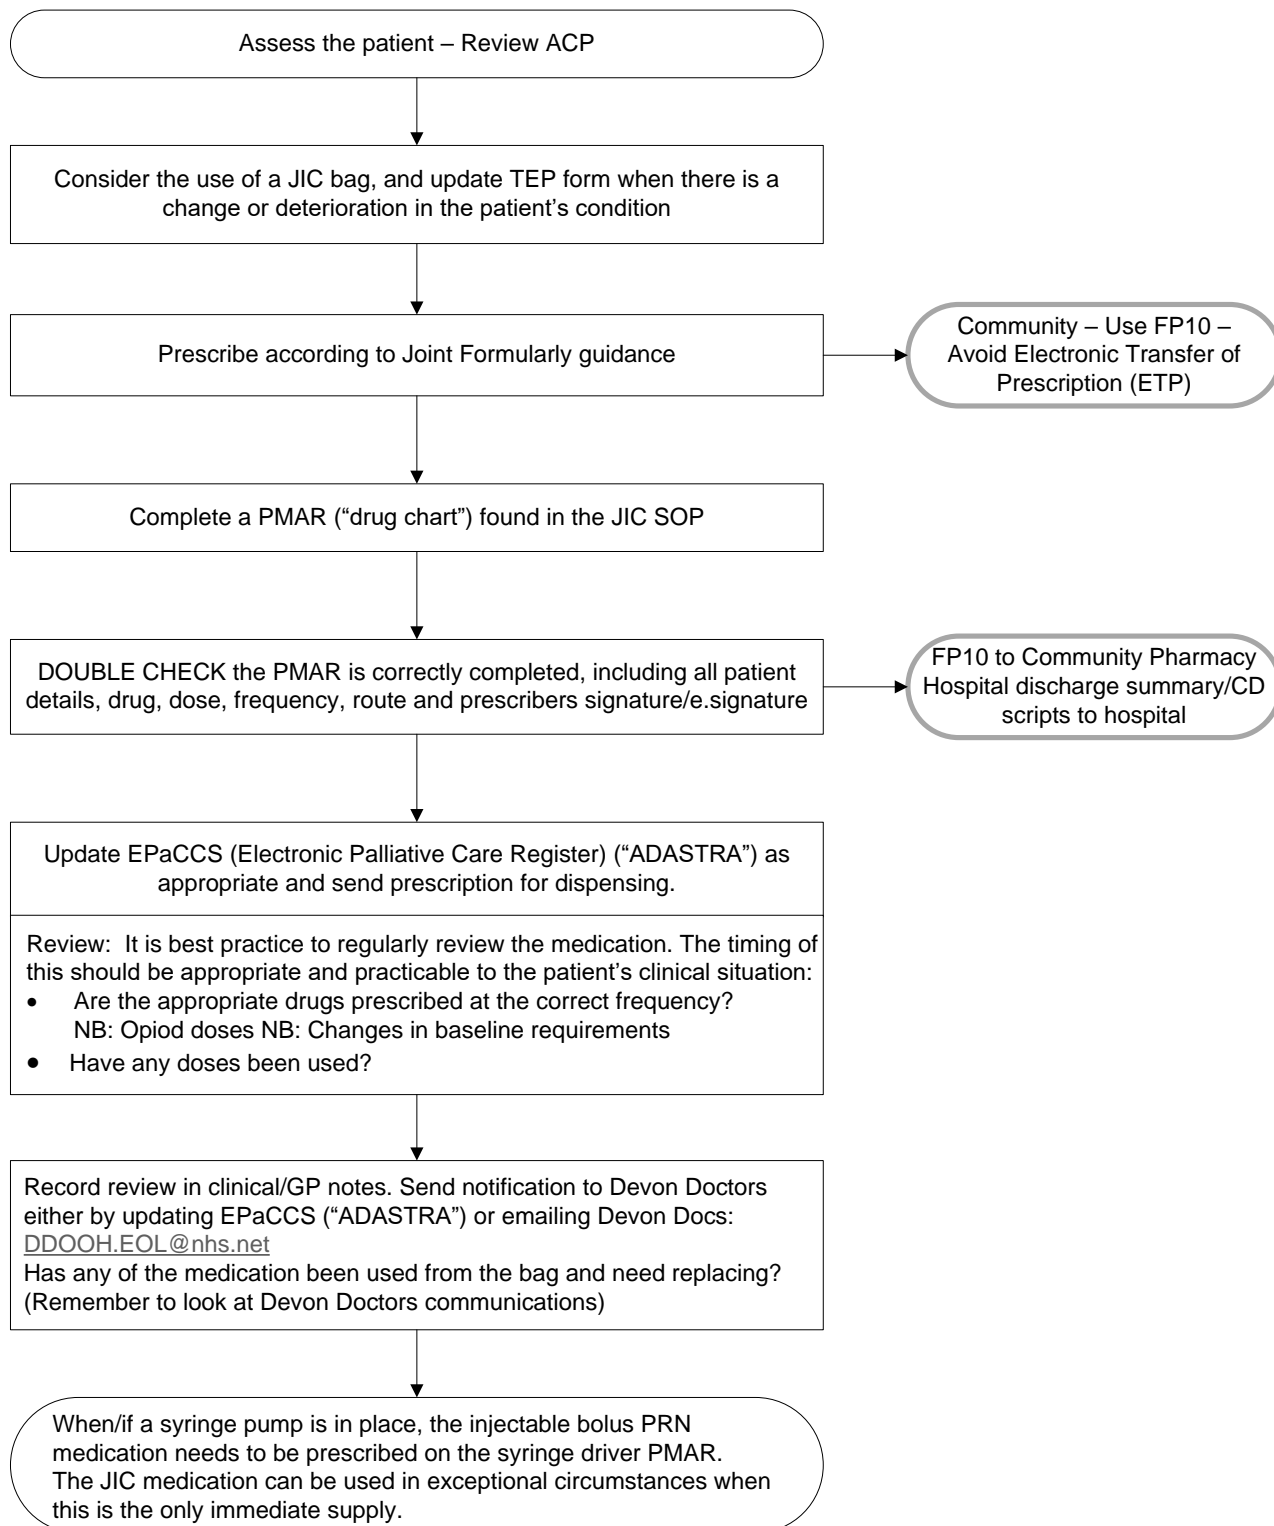 Assess the patient – Review ACP
Consider the use of a JIC bag, and update TEP form when there is a
change or deterioration in the patient's condition
Prescribe according to Joint Formularly guidance
Community – Use FP10 –
Avoid Electronic Transfer of
Prescription (ETP)
Complete a PMAR ("drug chart") found in the JIC SOP
DOUBLE CHECK the PMAR is correctly completed, including all patient
details, drug, dose, frequency, route and prescribers signature/e.signature
FP10 to Community Pharmacy
Hospital discharge summary/CD
scripts to hospital
Update EPaCCS (Electronic Palliative Care Register) ("ADASTRA") as
appropriate and send prescription for dispensing.
Review: It is best practice to regularly review the medication. The timing of
this should be appropriate and practicable to the patient's clinical situation:
• Are the appropriate drugs prescribed at the correct frequency?
NB: Opiod doses NB: Changes in baseline requirements
• Have any doses been used?
Record review in clinical/GP notes. Send notification to Devon Doctors
either by updating EPaCCS ("ADASTRA") or emailing Devon Docs:
DDOOH.EOL@nhs.net
Has any of the medication been used from the bag and need replacing?
(Remember to look at Devon Doctors communications)
When/if a syringe pump is in place, the injectable bolus PRN
medication needs to be prescribed on the syringe driver PMAR.
The JIC medication can be used in exceptional circumstances when
this is the only immediate supply.